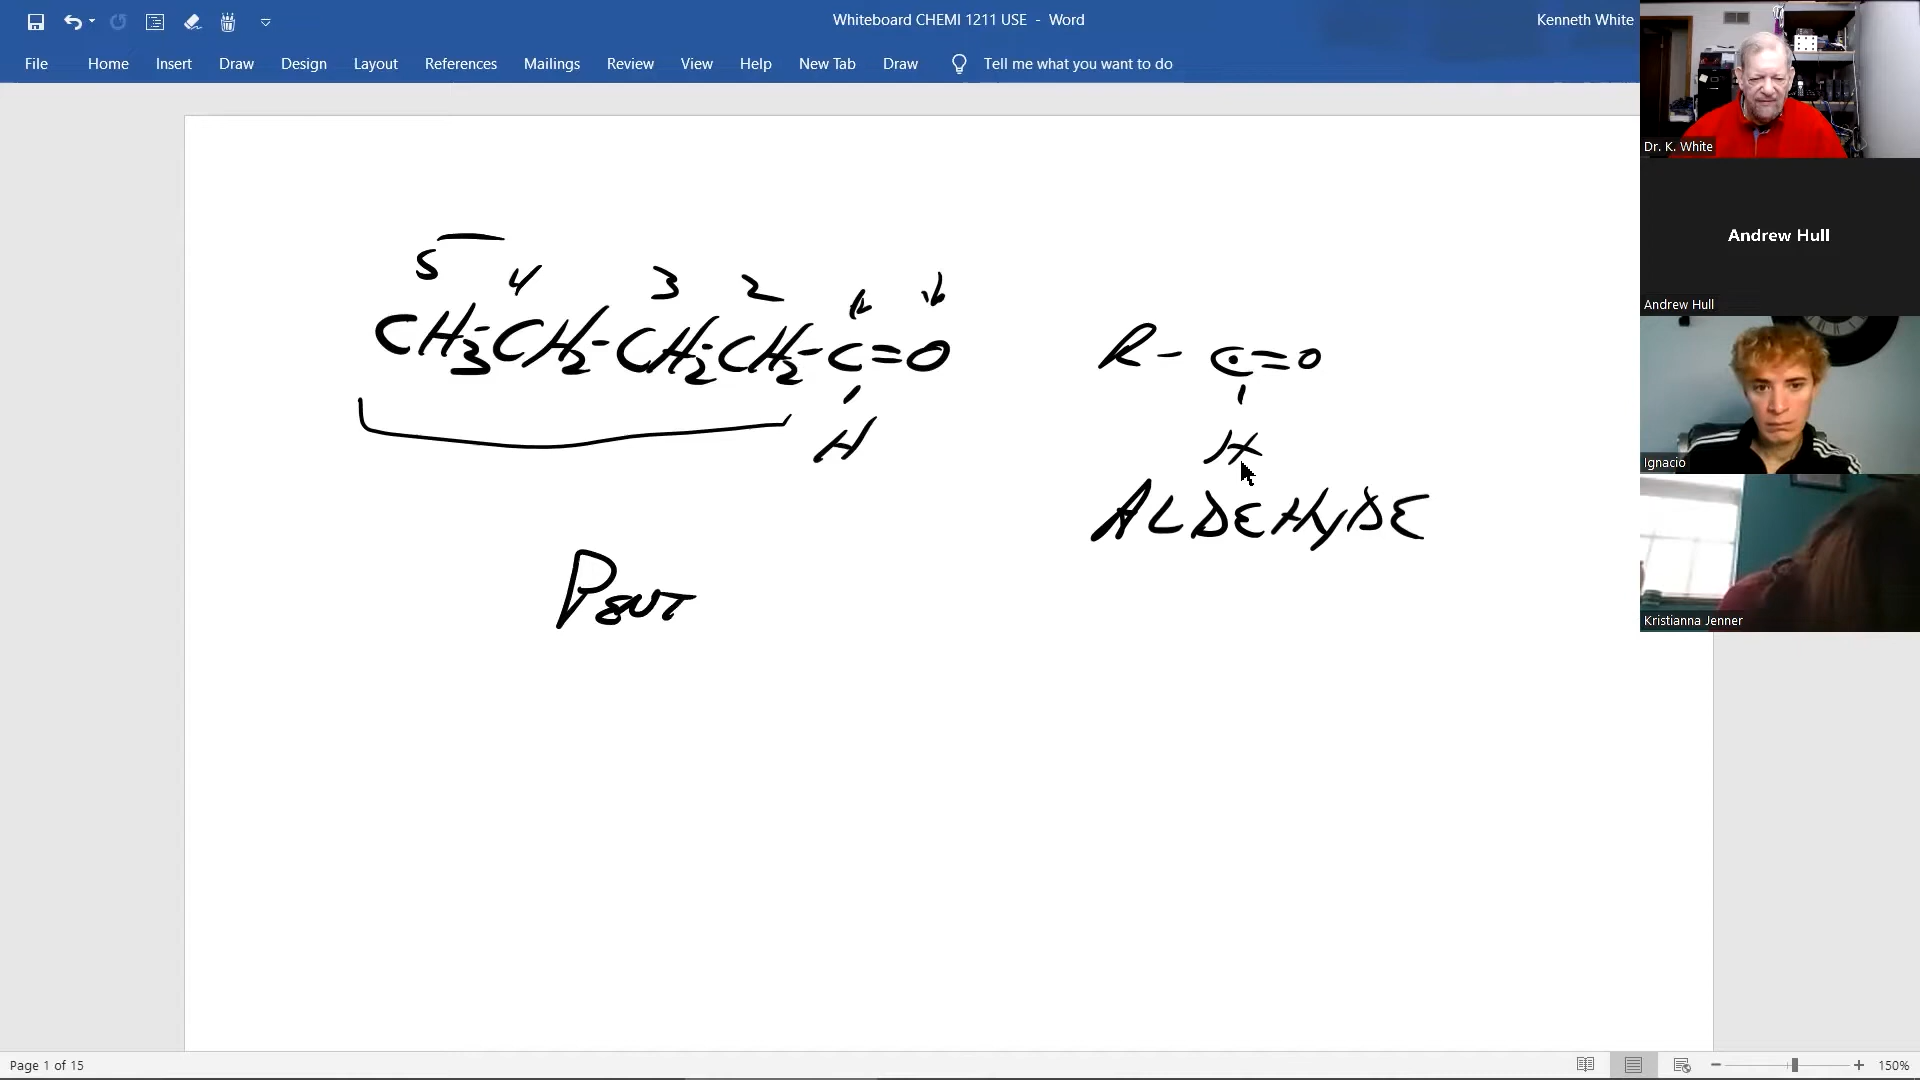 Whiteboard CHEMI 1211 USE - Word
Kenneth White
File Home Insert Draw Design Layout References Mailings Review View Help New Tab Draw Tell me what you want to do
Dr. K. White
Andrew Hull
Andrew Hull
Ignacio
Kristianna Jenner
5 4 3 2
CH3-CH2-CH2-CH2-C=O
H
R-C=O
H
ALDEHYDE
PENT
Page 1 of 15
150%